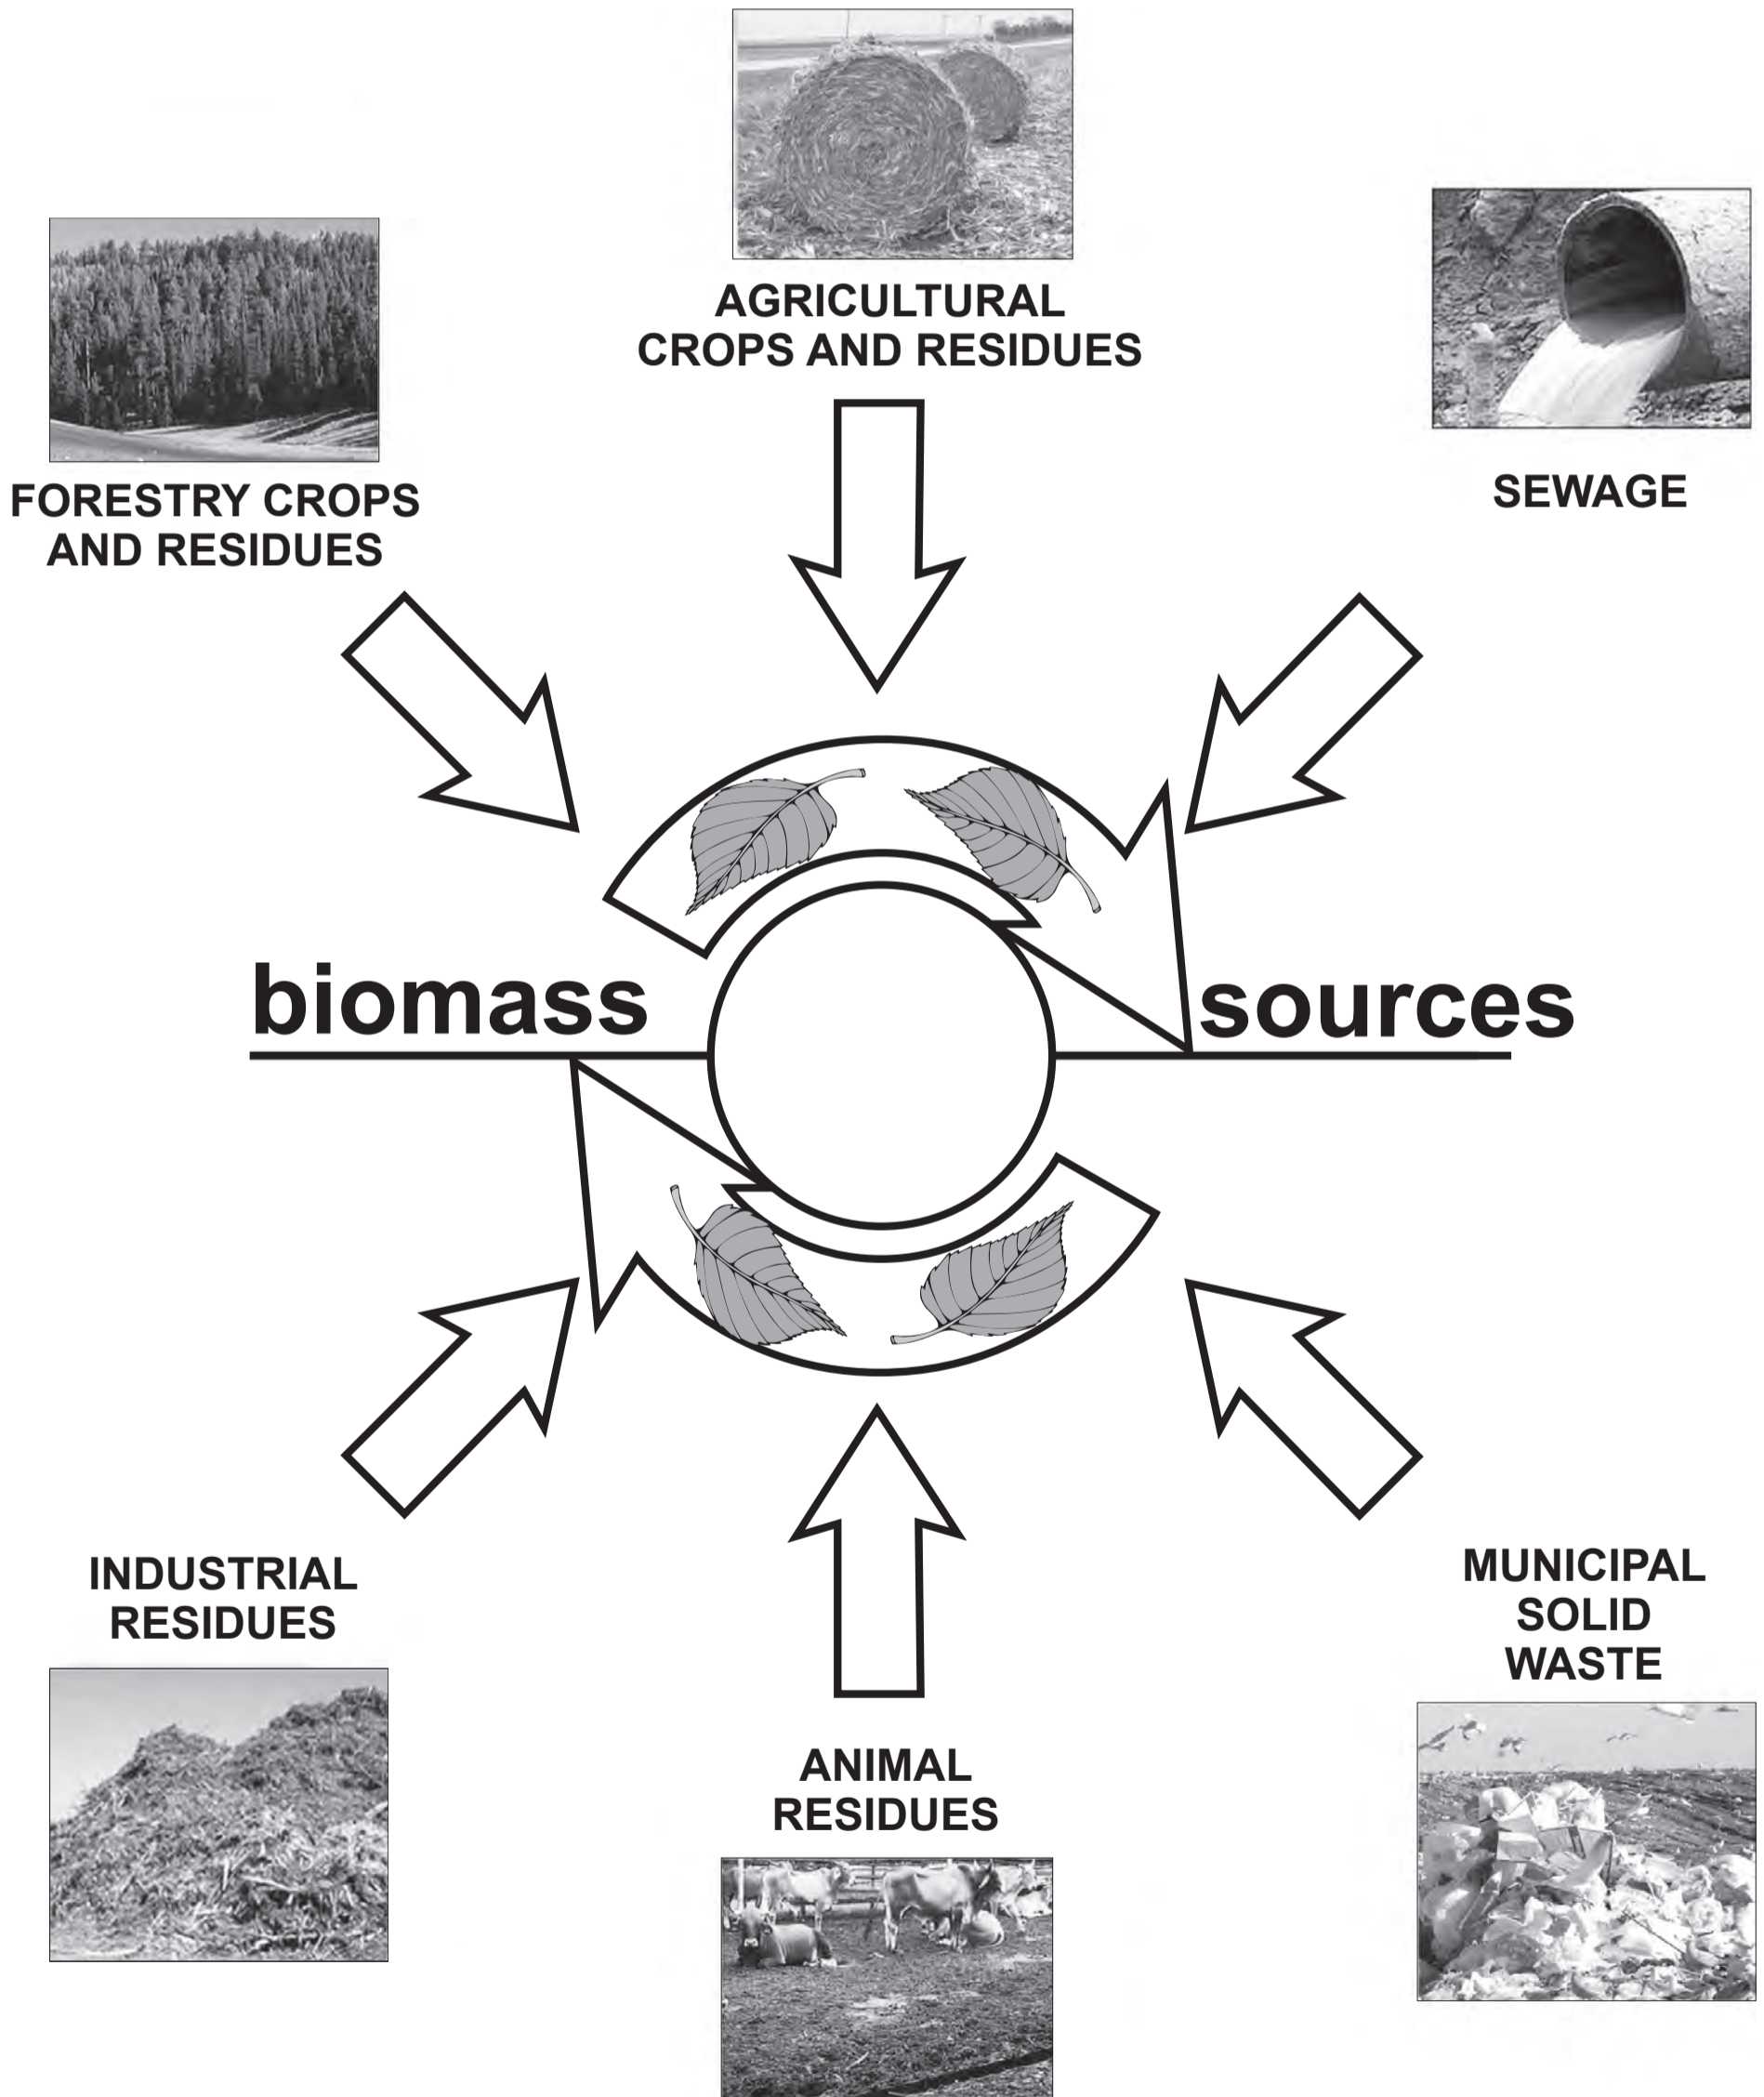 AGRICULTURAL
CROPS AND RESIDUES
FORESTRY CROPS
AND RESIDUES
SEWAGE
biomass
sources
INDUSTRIAL
RESIDUES
MUNICIPAL
SOLID
WASTE
ANIMAL
RESIDUES